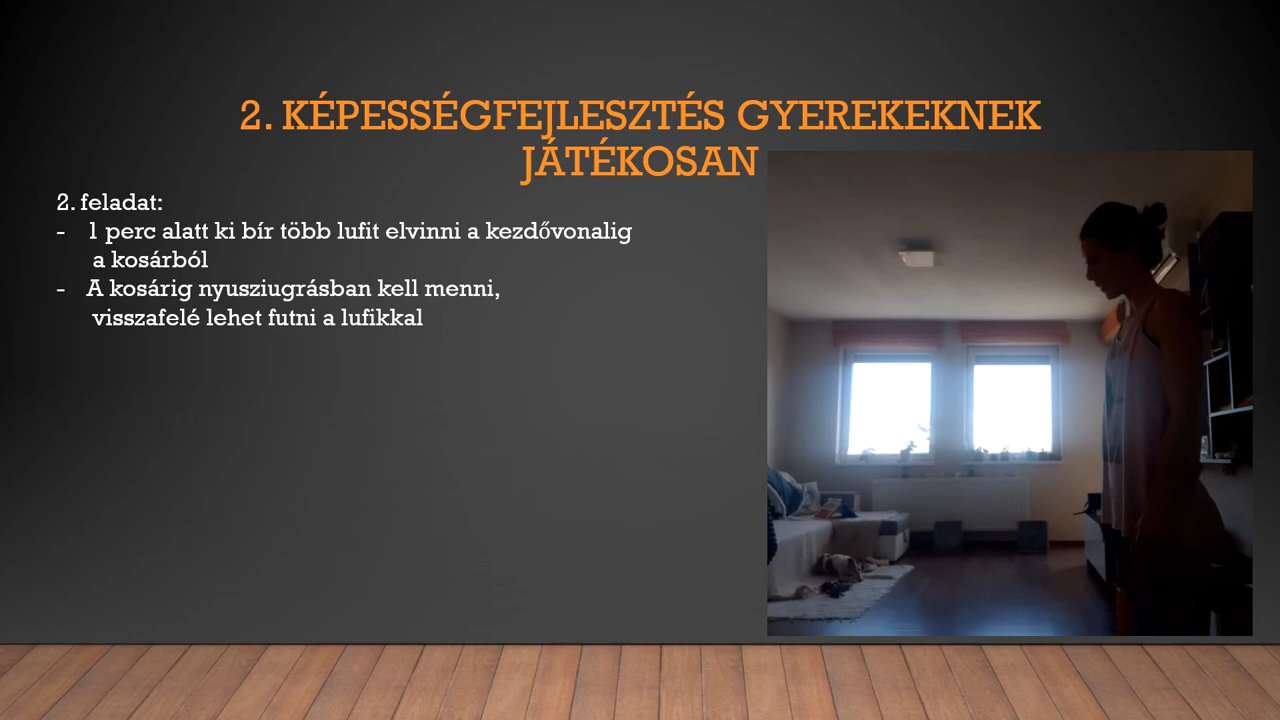 2. KÉPESSÉGFEJLESZTÉS GYEREKEKNEK
JÁTÉKOSAN
2. feladat:
- 1 perc alatt ki bír több lufit elvinni a kezdővonalig
a kosárból
- A kosárig nyusziugrásban kell menni,
visszafelé lehet futni a lufikkal